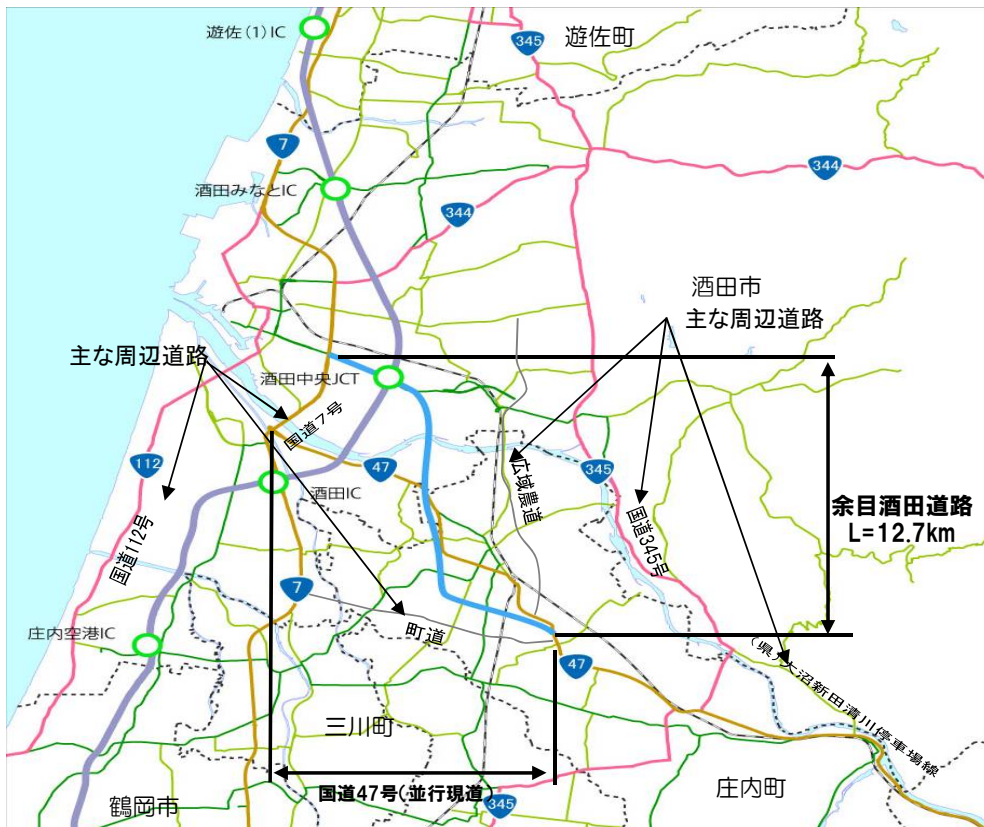 遊佐(1)IC
345
遊佐町
7
酒田みなとIC
344
344
酒田市
主な周辺道路
主な周辺道路
酒田中央JCT
国道7号
112
47
345
酒田IC
広域農道
国道345号
余目酒田道路
L=12.7km
国道112号
7
町道
庄内空港IC
47
(県)大沼新田清川停車場線
三川町
国道47号(並行現道
345
庄内町
鶴岡市